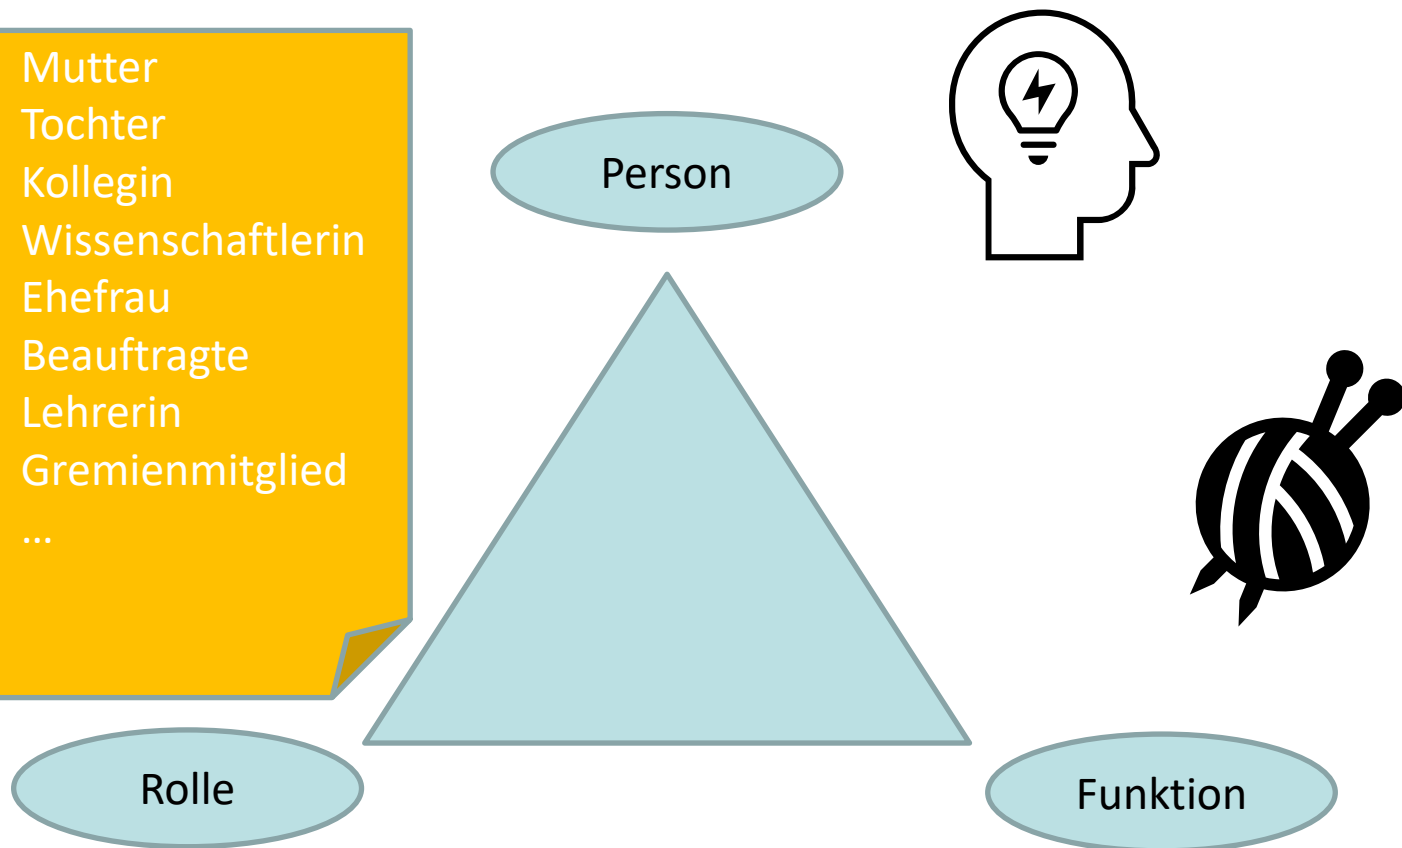 Mutter
Tochter
Kollegin
Wissenschaftlerin
Ehefrau
Beauftragte
Lehrerin
Gremienmitglied
...
Person
Rolle
Funktion